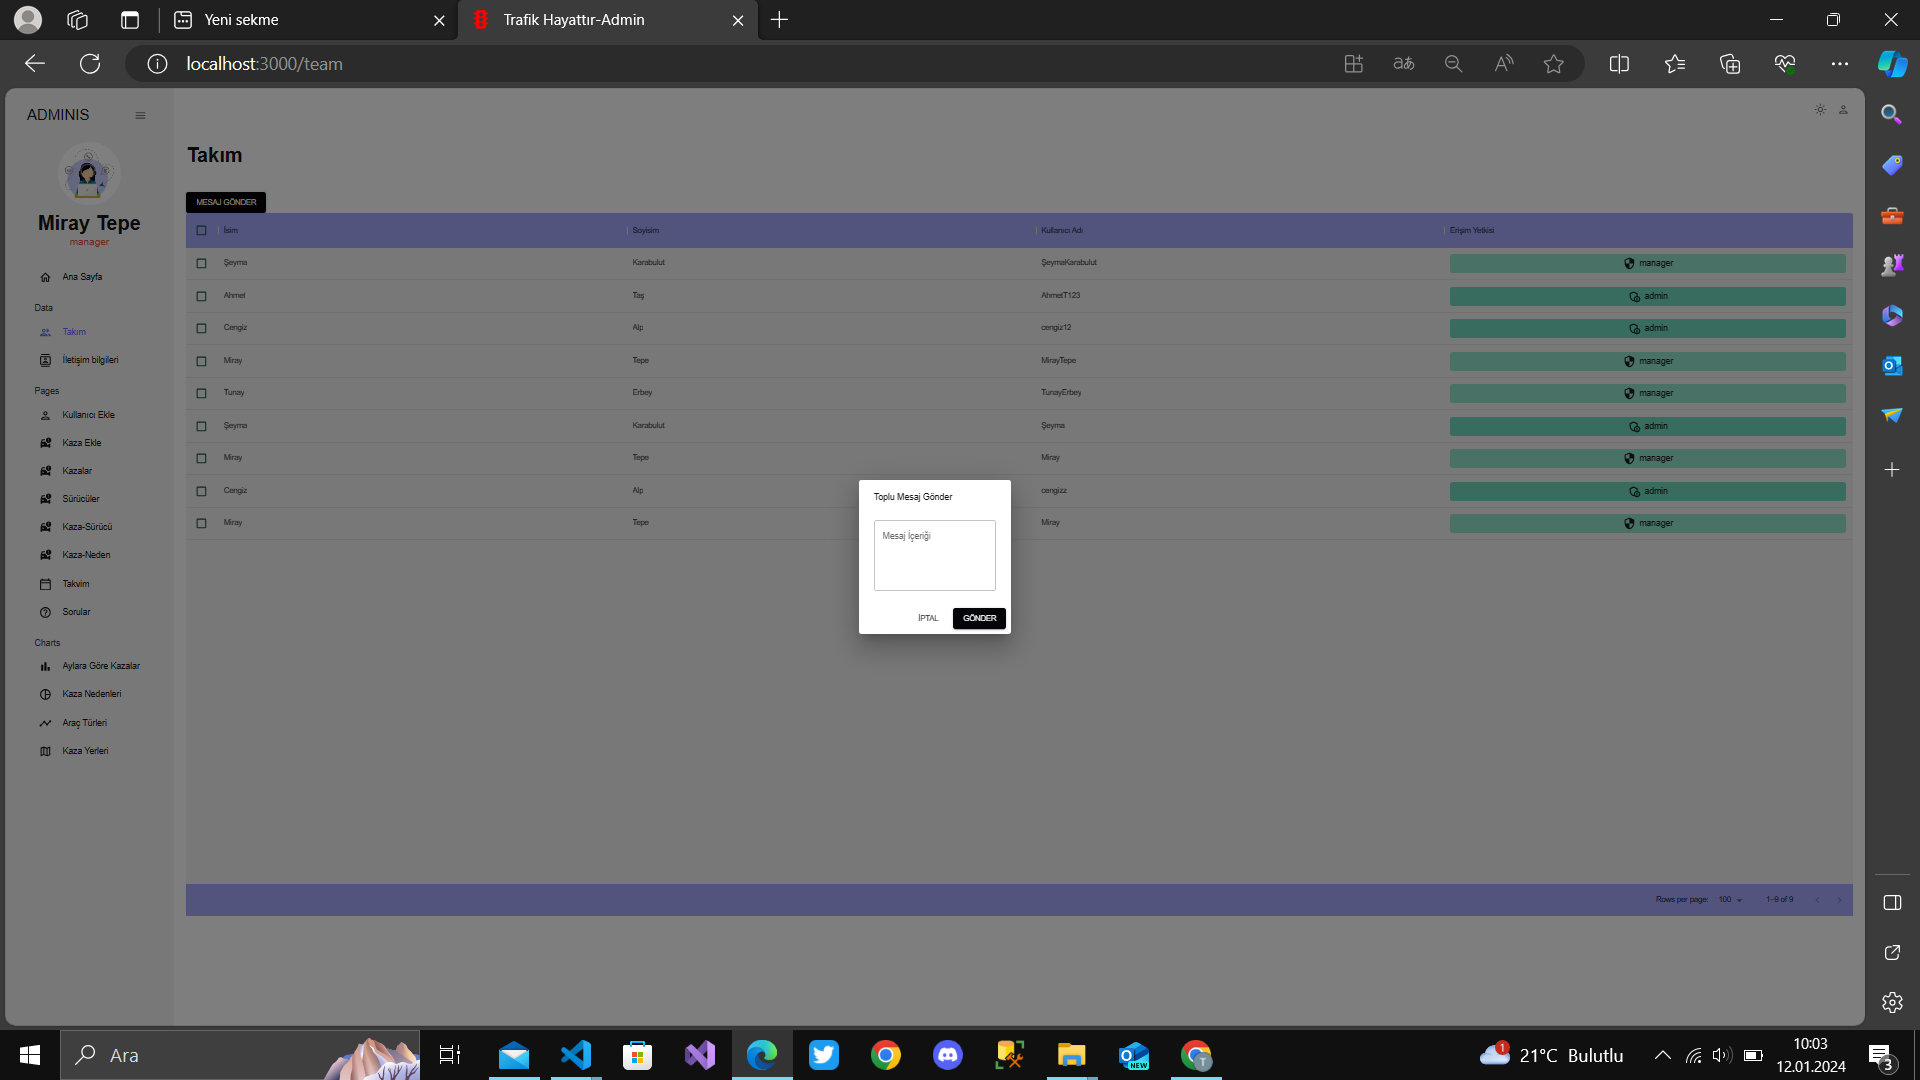 Yeni sekme
Trafik Hayattır-Admin
localhost:3000/team
ADMINIS
Miray Tepe
manager
Ana Sayfa
Data
Takım
İletişim bilgileri
Pages
Kullanıcı Ekle
Kaza Ekle
Kazalar
Sürücüler
Kaza-Sürücü
Kaza-Neden
Takvim
Sorular
Charts
Aylara Göre Kazalar
Kaza Nedenleri
Araç Türleri
Kaza Yerleri
Takım
MESAJ GÖNDER
İsim Soyisim Kullanıcı Adı Erişim Yetkisi
Şeyma Karabulut ŞeymaKarabulut manager
Ahmet Taş AhmetT123 admin
Cengiz Alp cengiz12 admin
Miray Tepe MirayTepe manager
Tunay Erbey TunayErbey manager
Şeyma Karabulut Şeyma admin
Miray Tepe Miray manager
Cengiz Alp cengizz admin
Miray Tepe Miray manager
Toplu Mesaj Gönder
Mesaj İçeriği
İPTAL GÖNDER
Rows per page: 100 1–9 of 9
Ara
NEW
T
1
21°C Bulutlu
10:03
12.01.2024
3